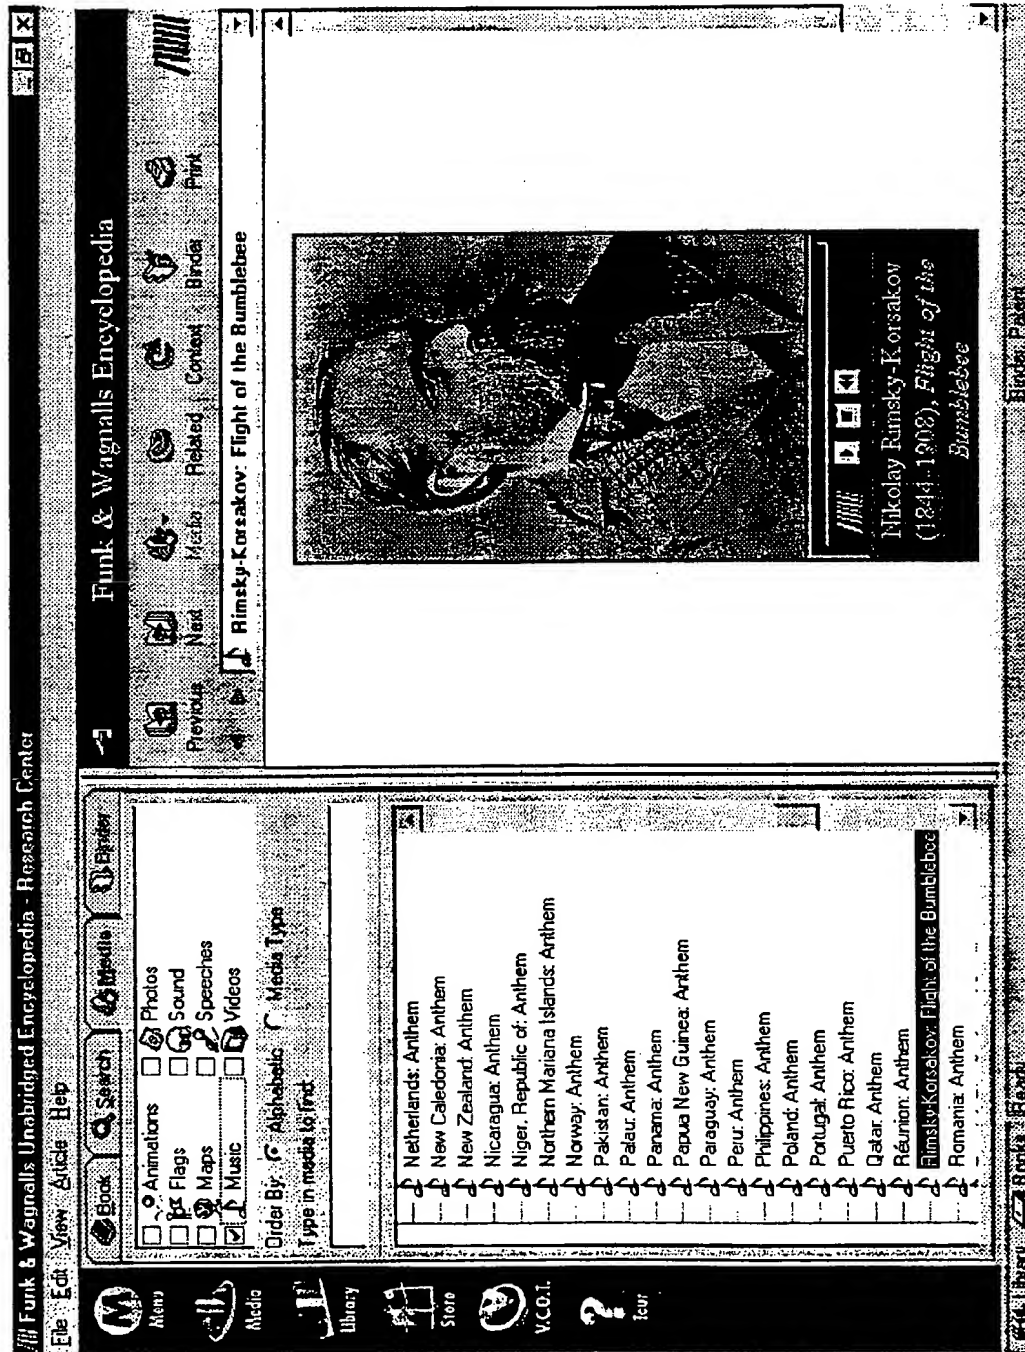 Funk & Wagnalls Unabridged Encyclopedia - Research Center
File Edit View Article Help
Menu
Media
Library
Store
V.C.O.T.
Tour
Book Search Media Binder
Animations Photos
Flags Sound
Maps Speeches
Music Videos
Order By: Alphabetic Media Type
Type in media to find:
Netherlands: Anthem
New Caledonia: Anthem
New Zealand: Anthem
Nicaragua: Anthem
Niger, Republic of: Anthem
Northern Mariana Islands: Anthem
Norway: Anthem
Pakistan: Anthem
Palau: Anthem
Panama: Anthem
Papua New Guinea: Anthem
Paraguay: Anthem
Peru: Anthem
Philippines: Anthem
Poland: Anthem
Portugal: Anthem
Puerto Rico: Anthem
Qatar: Anthem
Réunion: Anthem
Rimsky-Korsakov: Flight of the Bumblebee
Romania: Anthem
Funk & Wagnalls Encyclopedia
Previous Next Media Related Context Binder Print
Rimsky-Korsakov: Flight of the Bumblebee
Nikolay Rimsky-Korsakov
(1844-1908), Flight of the
Bumblebee
Library Books Ready